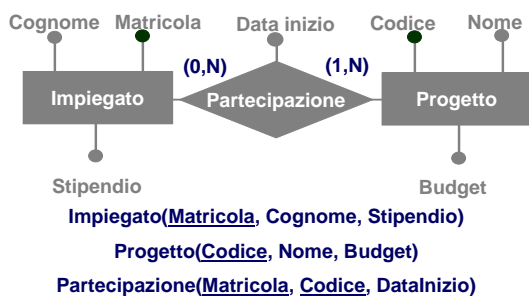 Cognome Matricola Data inizio Codice Nome
(0,N) (1,N)
Impiegato Partecipazione Progetto
Stipendio Budget
Impiegato(Matricola, Cognome, Stipendio)
Progetto(Codice, Nome, Budget)
Partecipazione(Matricola, Codice, DataInizio)